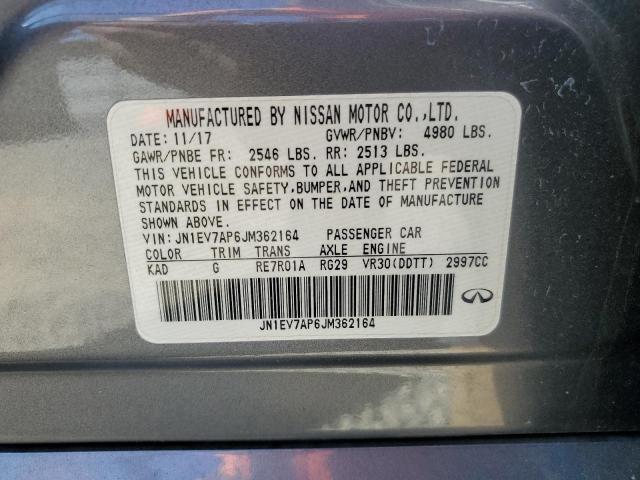 MANUFACTURED BY NISSAN MOTOR CO.,LTD.
DATE: 11/17 GVWR/PNBV: 4980 LBS.
GAWR/PNBE FR: 2546 LBS. RR: 2513 LBS.
THIS VEHICLE CONFORMS TO ALL APPLICABLE FEDERAL
MOTOR VEHICLE SAFETY,BUMPER,AND THEFT PREVENTION
STANDARDS IN EFFECT ON THE DATE OF MANUFACTURE
SHOWN ABOVE.
VIN: JN1EV7AP6JM362164 PASSENGER CAR
COLOR TRIM TRANS AXLE ENGINE
KAD G RE7R01A RG29 VR30(DDTT) 2997CC
JN1EV7AP6JM362164